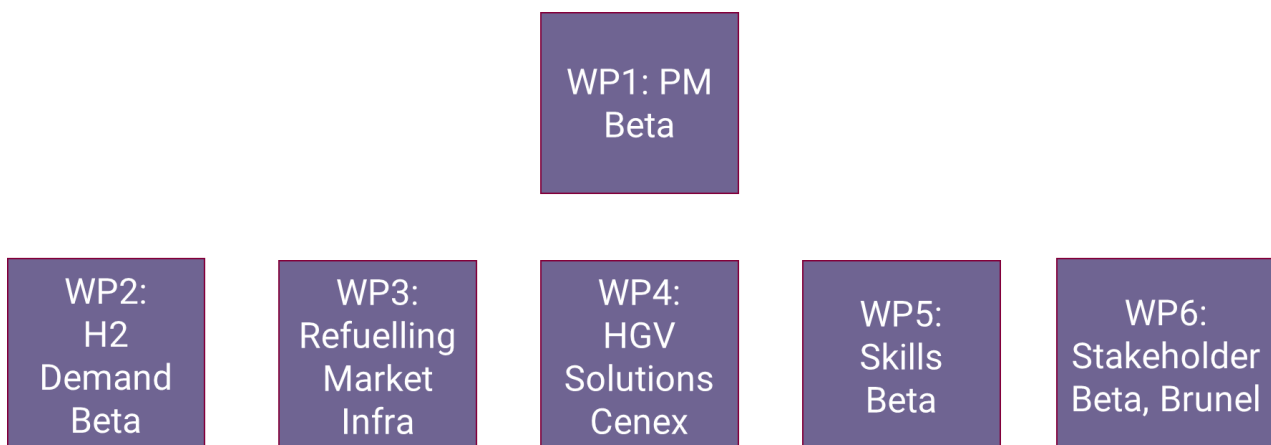 WP1: PM
Beta
WP2:
H2
Demand
Beta
WP3:
Refuelling
Market
Infra
WP4:
HGV
Solutions
Cenex
WP5:
Skills
Beta
WP6:
Stakeholder
Beta, Brunel